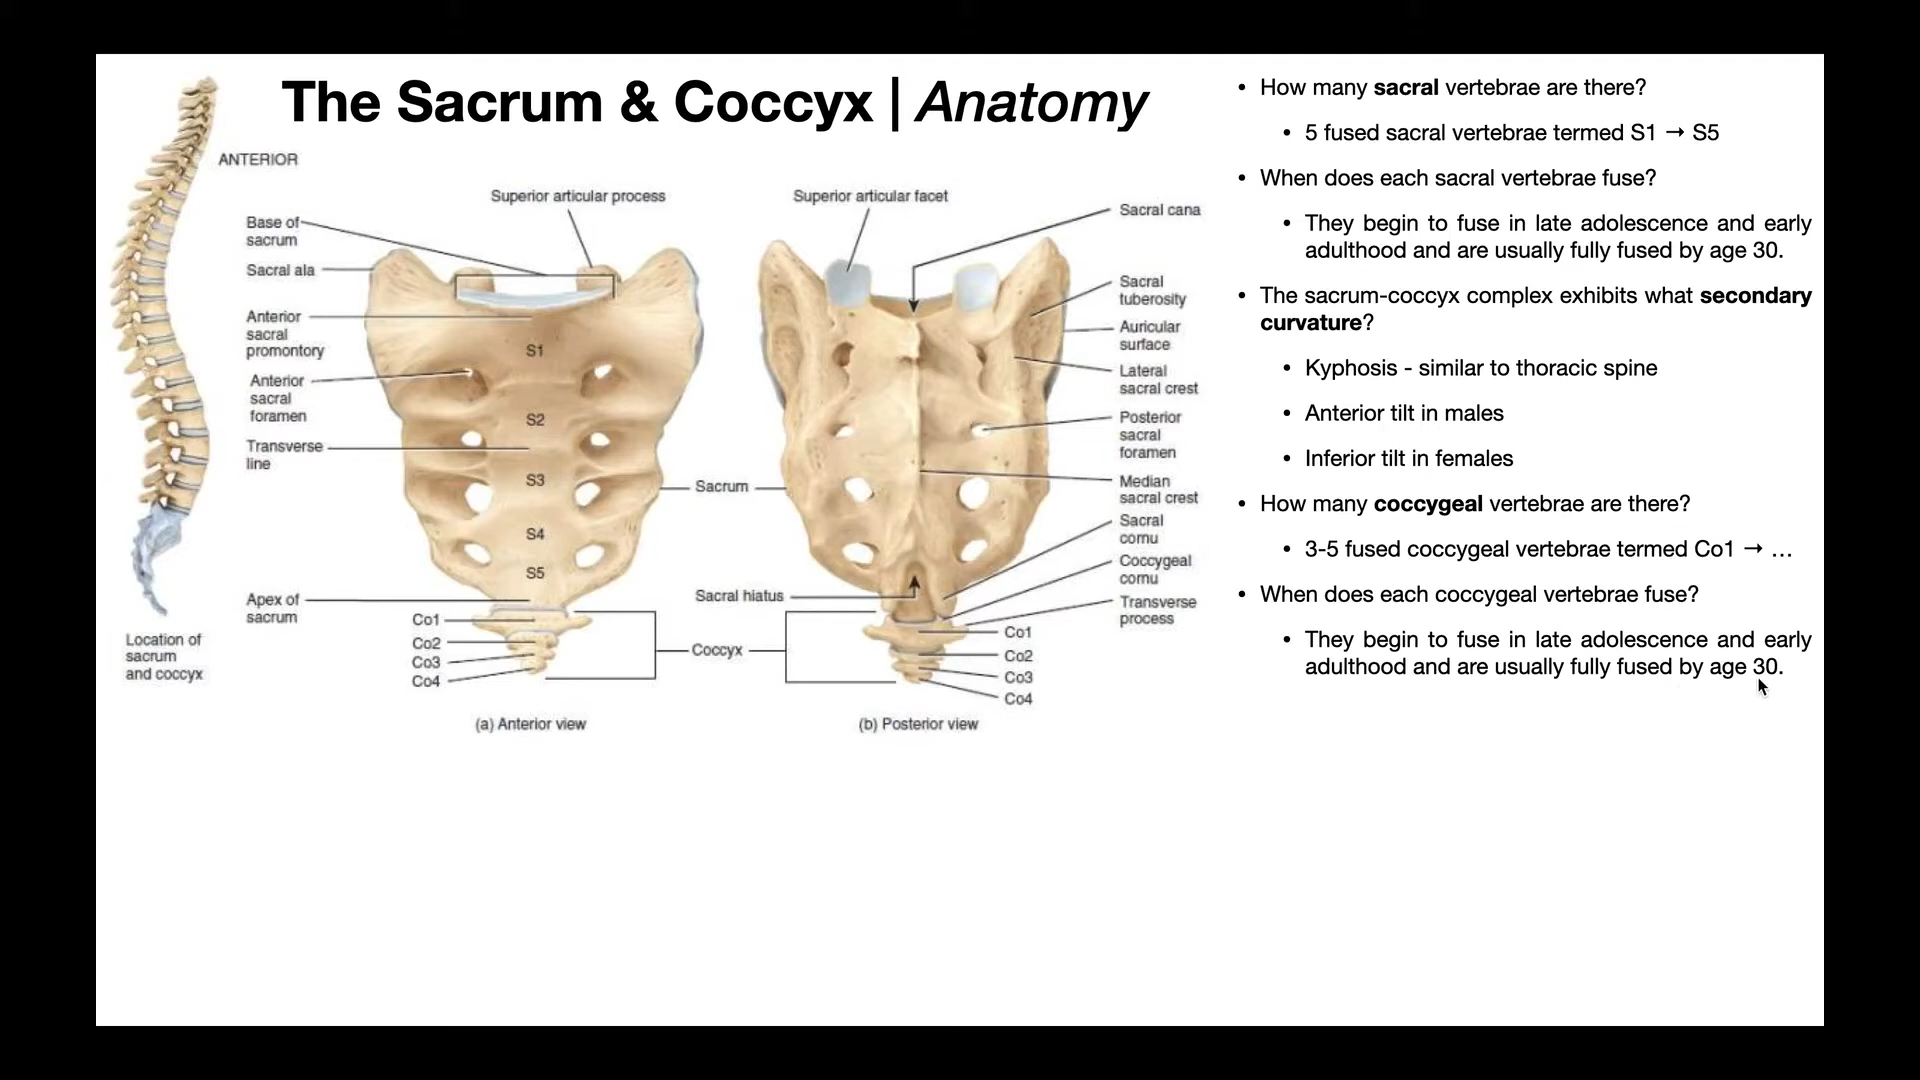 The Sacrum & Coccyx | Anatomy
ANTERIOR
Location of
sacrum
and coccyx
Superior articular process
Base of
sacrum
Sacral ala
Anterior
sacral
promontory
Anterior
sacral
foramen
Transverse
line
Apex of
sacrum
S1
S2
S3
S4
S5
Co1
Co2
Co3
Co4
(a) Anterior view
Sacrum
Sacral hiatus
Coccyx
Superior articular facet
Sacral cana
Sacral
tuberosity
Auricular
surface
Lateral
sacral crest
Posterior
sacral
foramen
Median
sacral crest
Sacral
cornu
Coccygeal
cornu
Transverse
process
Co1
Co2
Co3
Co4
(b) Posterior view
• How many sacral vertebrae are there?
• 5 fused sacral vertebrae termed S1 → S5
• When does each sacral vertebrae fuse?
• They begin to fuse in late adolescence and early
adulthood and are usually fully fused by age 30.
• The sacrum-coccyx complex exhibits what secondary
curvature?
• Kyphosis - similar to thoracic spine
• Anterior tilt in males
• Inferior tilt in females
• How many coccygeal vertebrae are there?
• 3-5 fused coccygeal vertebrae termed Co1 → ...
• When does each coccygeal vertebrae fuse?
• They begin to fuse in late adolescence and early
adulthood and are usually fully fused by age 30.